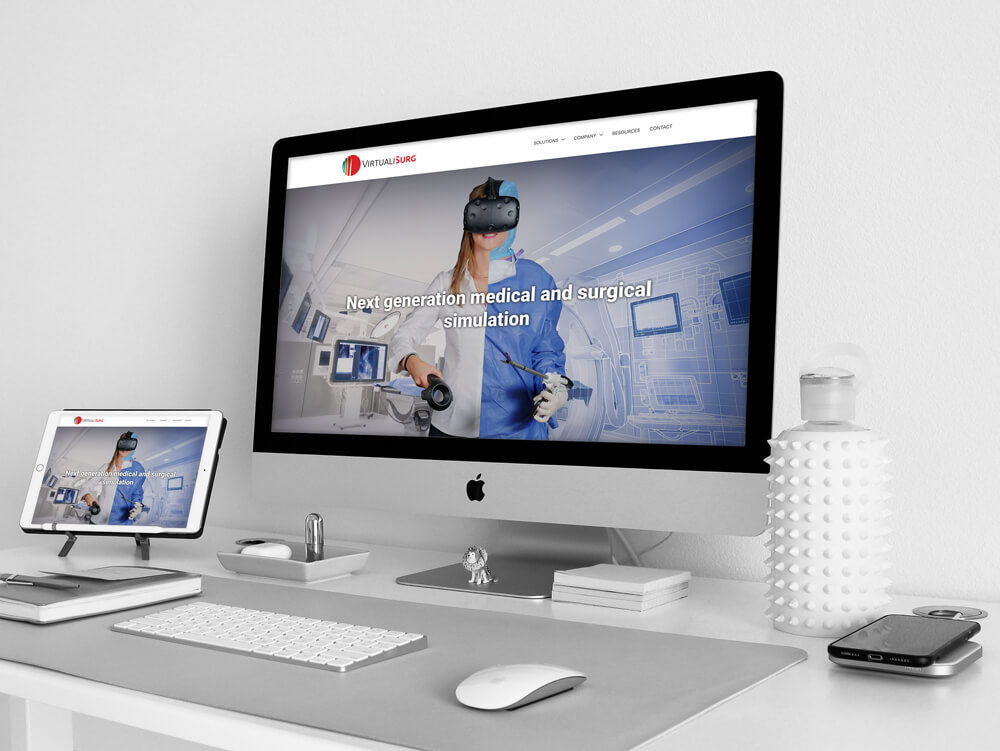 VIRTUALISURG
SOLUTIONS COMPANY RESOURCES CONTACT
Next generation medical and surgical
simulation
VIRTUALISURG
Next generation medical and surgical
simulation